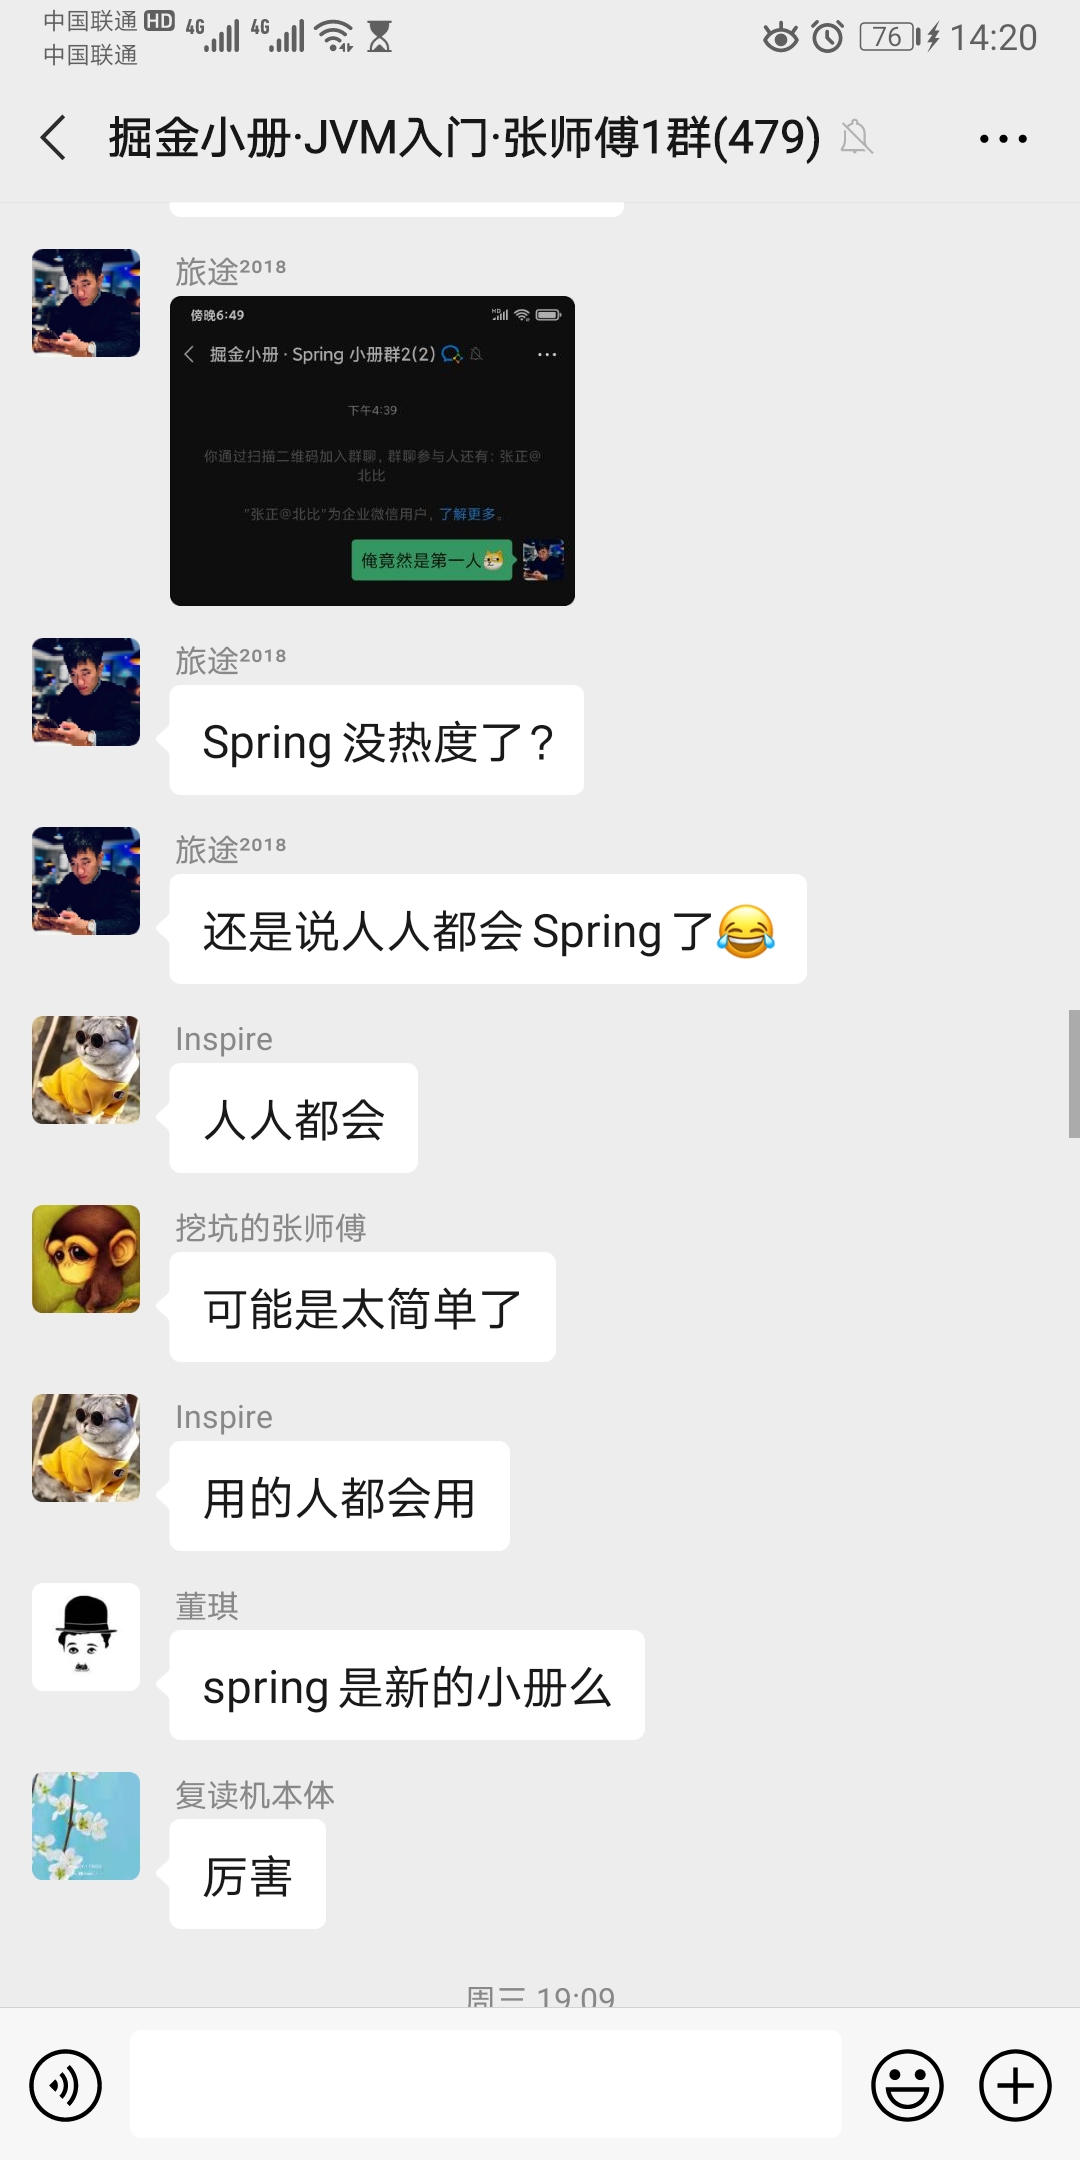 中国联通 HD 4G 4G 76 14:20
中国联通
掘金小册·JVM入门·张师傅1群(479)
旅途²⁰¹⁸
傍晚6:49 HD
掘金小册 · Spring 小册群2(2)
下午4:39
你通过扫描二维码加入群聊，群聊参与人还有：张正@
北比
"张正@北比"为企业微信用户，了解更多。
俺竟然是第一人
旅途²⁰¹⁸
Spring 没热度了？
旅途²⁰¹⁸
还是说人人都会 Spring 了😂
Inspire
人人都会
挖坑的张师傅
可能是太简单了
Inspire
用的人都会用
董琪
spring 是新的小册么
复读机本体
厉害
周三 19:09